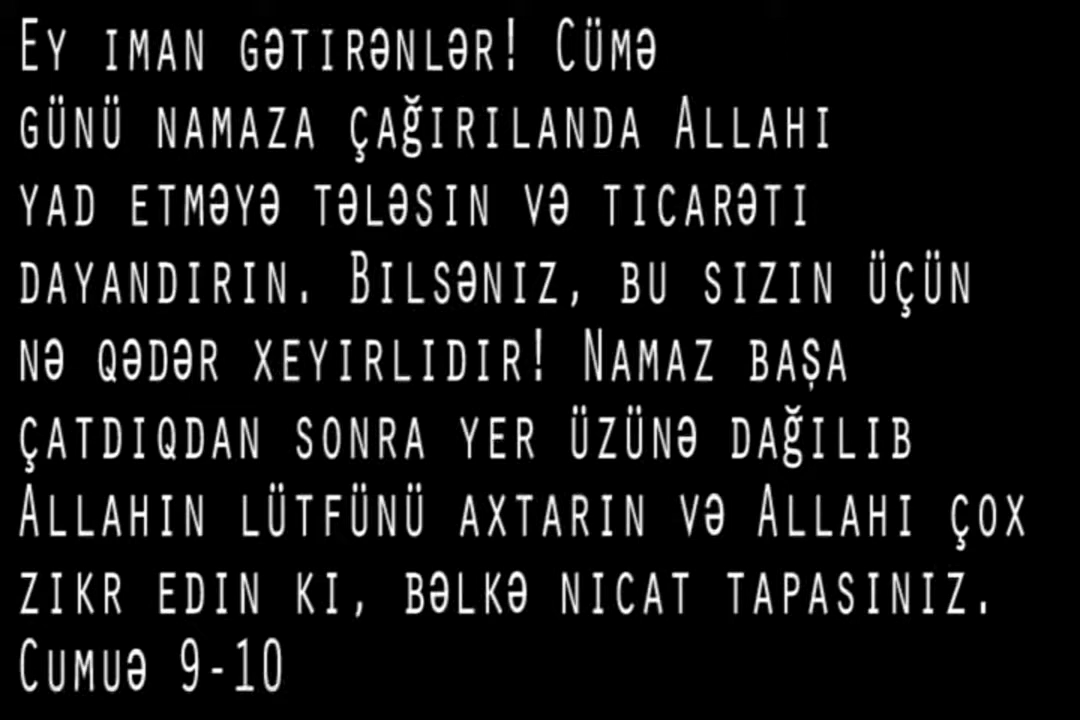 Ey iman gətirənlər! Cümə
günü namaza çağırılanda Allahı
yad etməyə tələsin və ticarəti
dayandırın. Bilsəniz, bu sizin üçün
nə qədər xeyirlidir! Namaz başa
çatdıqdan sonra yer üzünə dağılıb
Allahın lütfünü axtarın və Allahı çox
zikr edin ki, bəlkə nicat tapasınız.
Cumuə 9-10